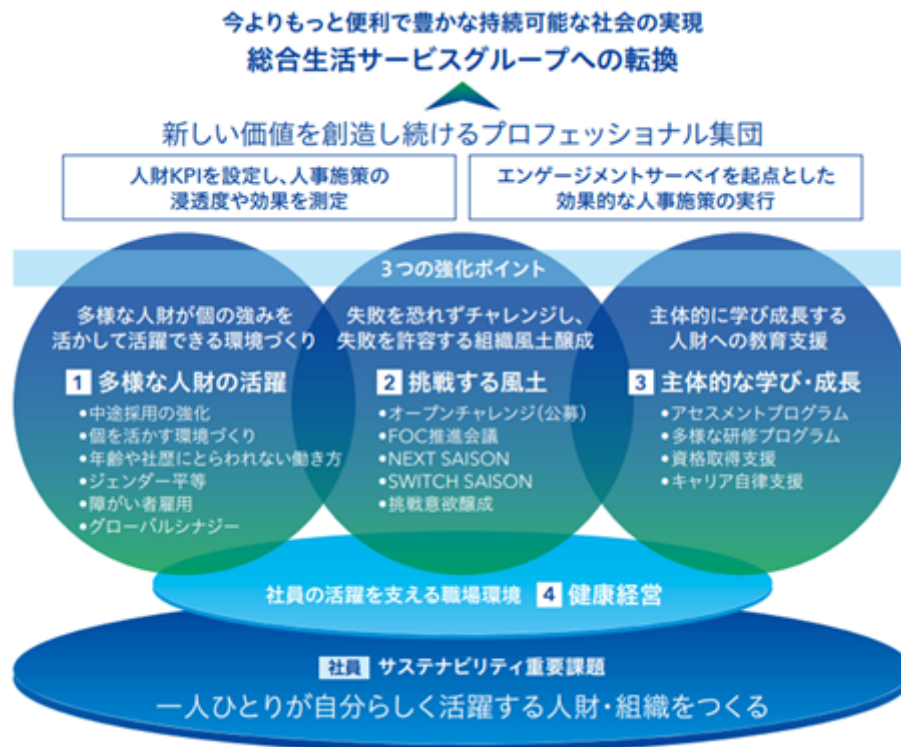 今よりもっと便利で豊かな持続可能な社会の実現
総合生活サービスグループへの転換
新しい価値を創造し続けるプロフェッショナル集団
人財KPIを設定し、人事施策の
浸透度や効果を測定
エンゲージメントサーベイを起点とした
効果的な人事施策の実行
3つの強化ポイント
多様な人財が個の強みを
活かして活躍できる環境づくり
1 多様な人財の活躍
•中途採用の強化
•個を活かす環境づくり
•年齢や社歴にとらわれない働き方
•ジェンダー平等
•障がい者雇用
•グローバルシナジー
失敗を恐れずチャレンジし、
失敗を許容する組織風土醸成
2 挑戦する風土
•オープンチャレンジ(公募)
•FOC推進会議
•NEXT SAISON
•SWITCH SAISON
•挑戦意欲醸成
主体的に学び成長する
人財への教育支援
3 主体的な学び・成長
•アセスメントプログラム
•多様な研修プログラム
•資格取得支援
•キャリア自律支援
社員の活躍を支える職場環境 4 健康経営
社員 サステナビリティ重要課題
一人ひとりが自分らしく活躍する人財・組織をつくる